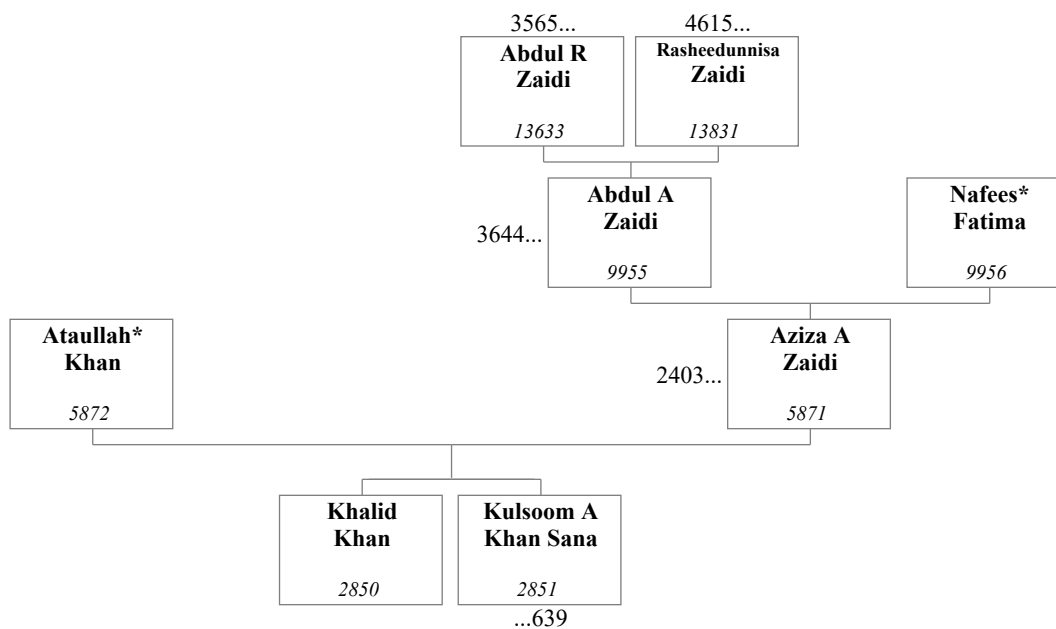 3565...
4615...
Abdul R
Zaidi
13633
Rasheedunnisa
Zaidi
13831
Abdul A
Zaidi
9955
3644...
Nafees*
Fatima
9956
Ataullah*
Khan
5872
Aziza A
Zaidi
5871
2403...
Khalid
Khan
2850
Kulsoom A
Khan Sana
2851
...639